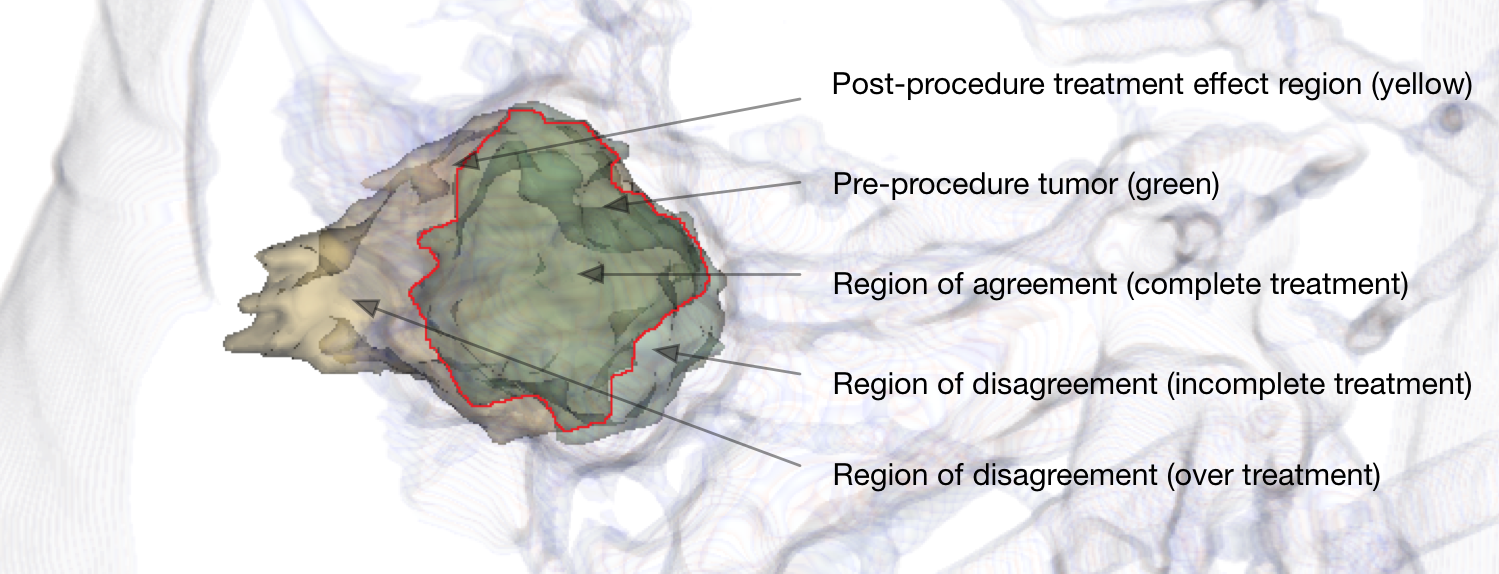 Post-procedure treatment effect region (yellow)
Pre-procedure tumor (green)
Region of agreement (complete treatment)
Region of disagreement (incomplete treatment)
Region of disagreement (over treatment)